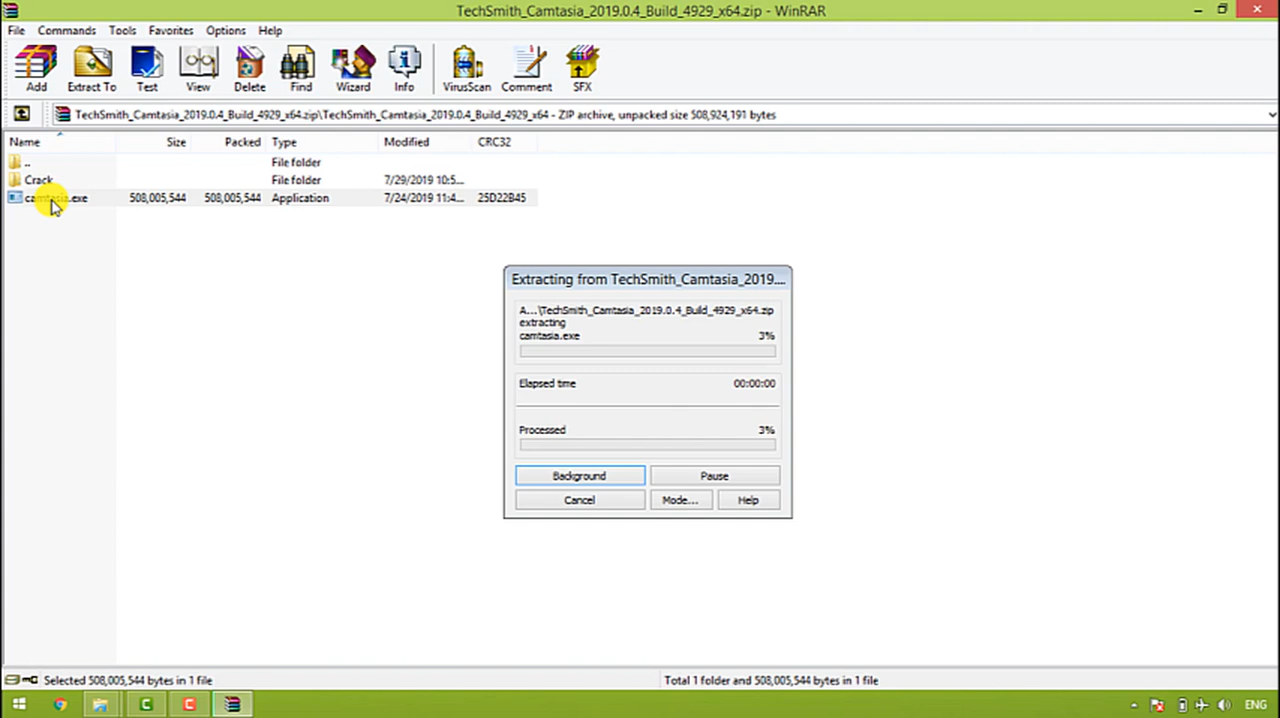 TechSmith_Camtasia_2019.0.4_Build_4929_x64.zip - WinRAR
File Commands Tools Favorites Options Help
Add Extract To Test View Delete Find Wizard Info VirusScan Comment SFX
TechSmith_Camtasia_2019.0.4_Build_4929_x64.zip\TechSmith_Camtasia_2019.0.4_Build_4929_x64 - ZIP archive, unpacked size 508,924,191 bytes
Name Size Packed Type Modified CRC32
.. File folder
Crack File folder 7/29/2019 10:5...
camtasia.exe 508,005,544 508,005,544 Application 7/24/2019 11:4... 25D22B45
Extracting from TechSmith_Camtasia_2019....
A...\TechSmith_Camtasia_2019.0.4_Build_4929_x64.zip
extracting
camtasia.exe 3%
Elapsed time 00:00:00
Processed 3%
Background Pause
Cancel Mode... Help
Selected 508,005,544 bytes in 1 file Total 1 folder and 508,005,544 bytes in 1 file
ENG